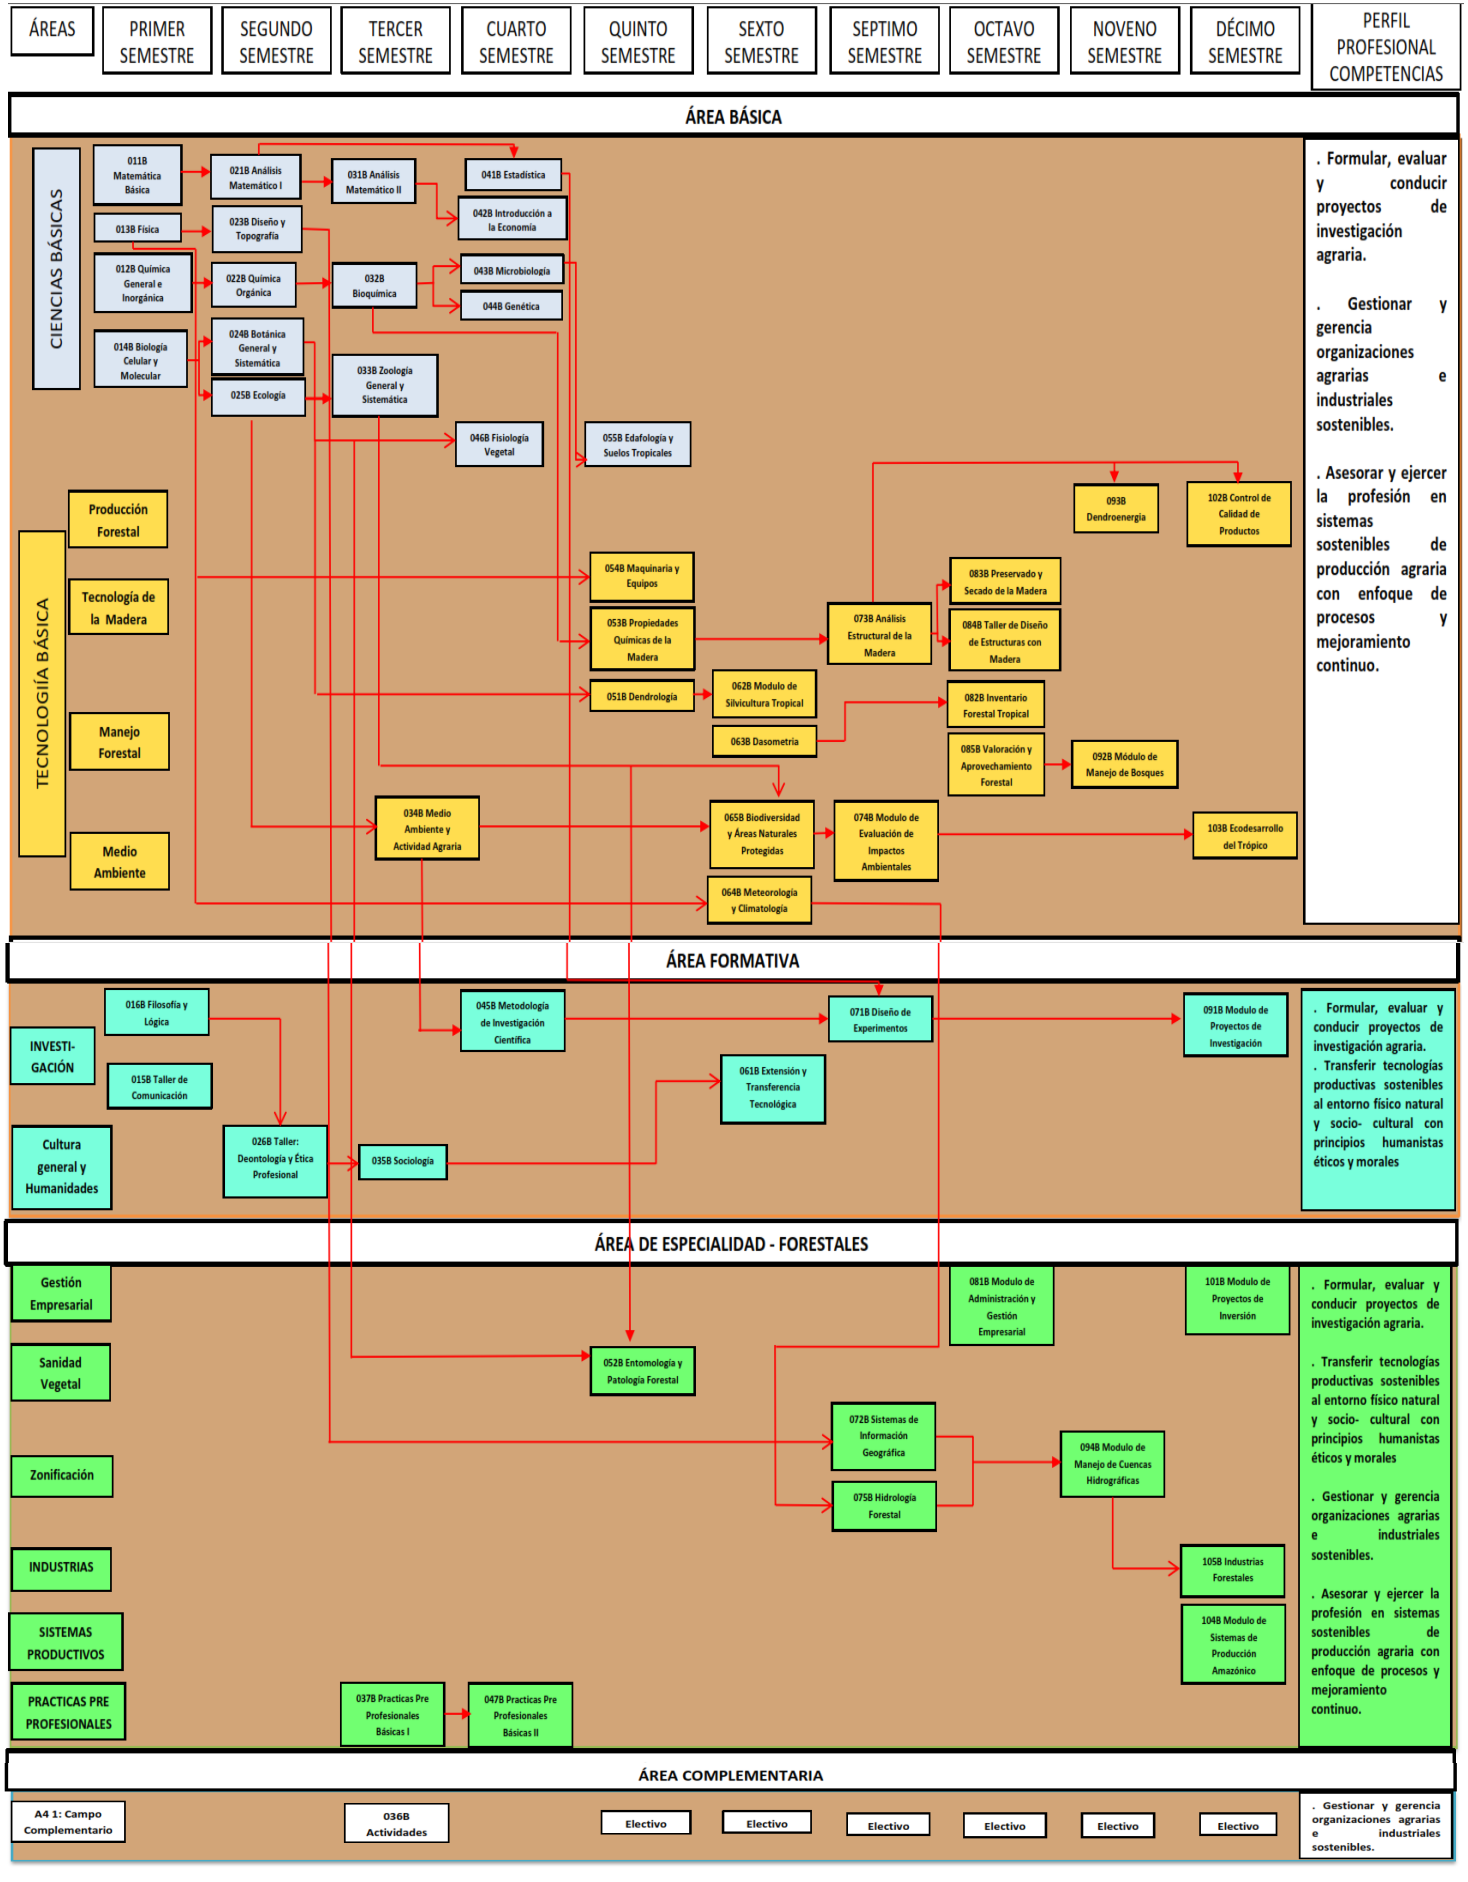 ÁREAS
PRIMER
SEMESTRE
SEGUNDO
SEMESTRE
TERCER
SEMESTRE
CUARTO
SEMESTRE
QUINTO
SEMESTRE
SEXTO
SEMESTRE
SEPTIMO
SEMESTRE
OCTAVO
SEMESTRE
NOVENO
SEMESTRE
DÉCIMO
SEMESTRE
PERFIL
PROFESIONAL
COMPETENCIAS
ÁREA BÁSICA
CIENCIAS BÁSICAS
011B
Matemática
Básica
013B Física
012B Química
General e
Inorgánica
014B Biología
Celular y
Molecular
021B Análisis
Matemático I
023B Diseño y
Topografía
022B Química
Orgánica
024B Botánica
General y
Sistemática
025B Ecología
031B Análisis
Matemático II
032B
Bioquímica
033B Zoología
General y
Sistemática
041B Estadística
042B Introducción a
la Economía
043B Microbiología
044B Genética
046B Fisiología
Vegetal
055B Edafología y
Suelos Tropicales
. Formular, evaluar
y conducir
proyectos de
investigación
agraria.
. Gestionar y
gerencia
organizaciones
agrarias e
industriales
sostenibles.
. Asesorar y ejercer
la profesión en
sistemas
sostenibles de
producción agraria
con enfoque de
procesos y
mejoramiento
continuo.
TECNOLOGIÍA BÁSICA
Producción
Forestal
Tecnología de
la Madera
Manejo
Forestal
Medio
Ambiente
093B
Dendroenergia
102B Control de
Calidad de
Productos
054B Maquinaria y
Equipos
053B Propiedades
Químicas de la
Madera
073B Análisis
Estructural de la
Madera
083B Preservado y
Secado de la Madera
084B Taller de Diseño
de Estructuras con
Madera
051B Dendrología
062B Modulo de
Silvicultura Tropical
063B Dasometria
082B Inventario
Forestal Tropical
085B Valoración y
Aprovechamiento
Forestal
092B Módulo de
Manejo de Bosques
034B Medio
Ambiente y
Actividad Agraria
065B Biodiversidad
y Áreas Naturales
Protegidas
074B Modulo de
Evaluación de
Impactos
Ambientales
103B Ecodesarrollo
del Trópico
064B Meteorología
y Climatología
ÁREA FORMATIVA
INVESTI-
GACIÓN
Cultura
general y
Humanidades
016B Filosofía y
Lógica
015B Taller de
Comunicación
026B Taller:
Deontología y Ética
Profesional
035B Sociología
045B Metodología
de Investigación
Científica
061B Extensión y
Transferencia
Tecnológica
071B Diseño de
Experimentos
091B Modulo de
Proyectos de
Investigación
. Formular, evaluar y
conducir proyectos de
investigación agraria.
. Transferir tecnologías
productivas sostenibles
al entorno físico natural
y socio- cultural con
principios humanistas
éticos y morales
ÁREA DE ESPECIALIDAD - FORESTALES
Gestión
Empresarial
Sanidad
Vegetal
Zonificación
INDUSTRIAS
SISTEMAS
PRODUCTIVOS
PRACTICAS PRE
PROFESIONALES
081B Modulo de
Administración y
Gestión
Empresarial
101B Modulo de
Proyectos de
Inversión
052B Entomología y
Patología Forestal
072B Sistemas de
Información
Geográfica
075B Hidrología
Forestal
094B Modulo de
Manejo de Cuencas
Hidrográficas
105B Industrias
Forestales
104B Modulo de
Sistemas de
Producción
Amazónico
037B Practicas Pre
Profesionales
Básicas I
047B Practicas Pre
Profesionales
Básicas II
. Formular, evaluar y
conducir proyectos de
investigación agraria.
. Transferir tecnologías
productivas sostenibles
al entorno físico natural
y socio- cultural con
principios humanistas
éticos y morales
. Gestionar y gerencia
organizaciones agrarias
e industriales
sostenibles.
. Asesorar y ejercer la
profesión en sistemas
sostenibles de
producción agraria con
enfoque de procesos y
mejoramiento
continuo.
ÁREA COMPLEMENTARIA
A4 1: Campo
Complementario
036B
Actividades
Electivo
Electivo
Electivo
Electivo
Electivo
Electivo
. Gestionar y gerencia
organizaciones agrarias
e industriales
sostenibles.